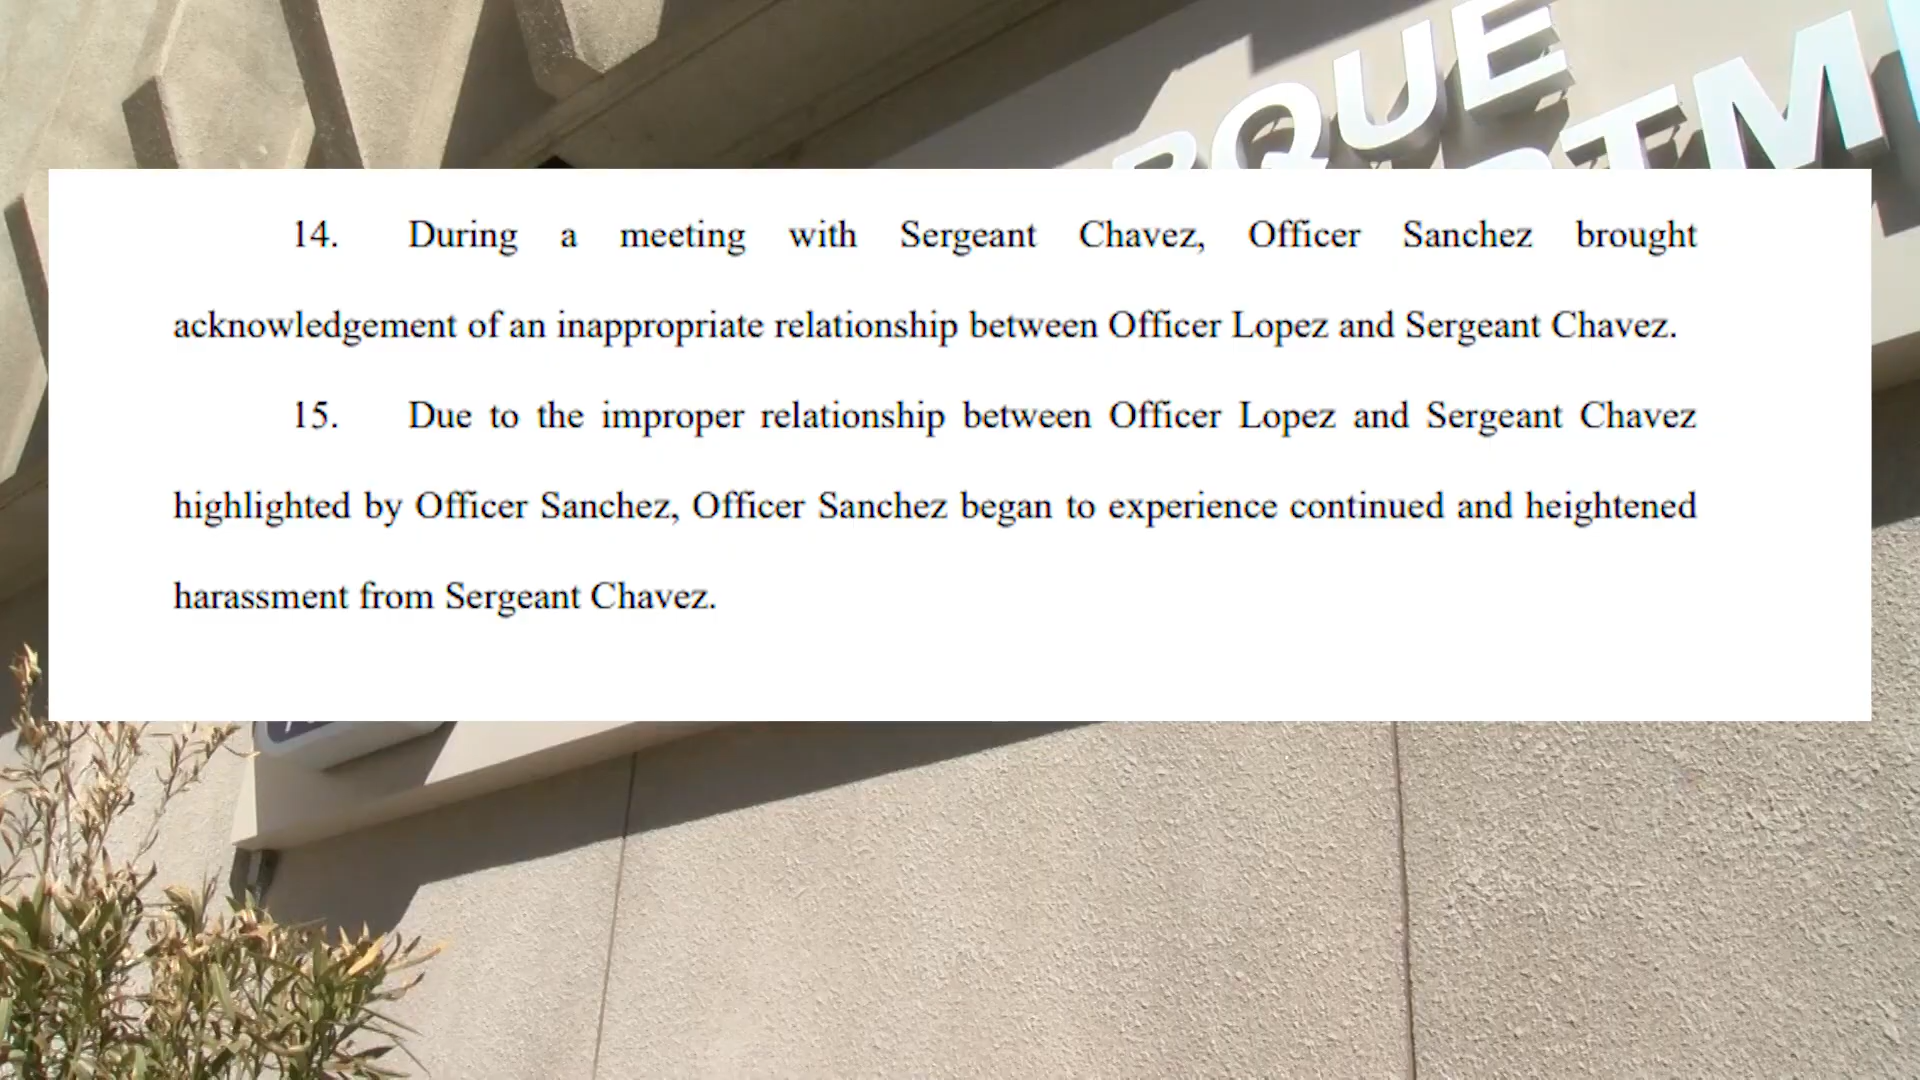 RQUE
RTM
14. During a meeting with Sergeant Chavez, Officer Sanchez brought
acknowledgement of an inappropriate relationship between Officer Lopez and Sergeant Chavez.
15. Due to the improper relationship between Officer Lopez and Sergeant Chavez
highlighted by Officer Sanchez, Officer Sanchez began to experience continued and heightened
harassment from Sergeant Chavez.